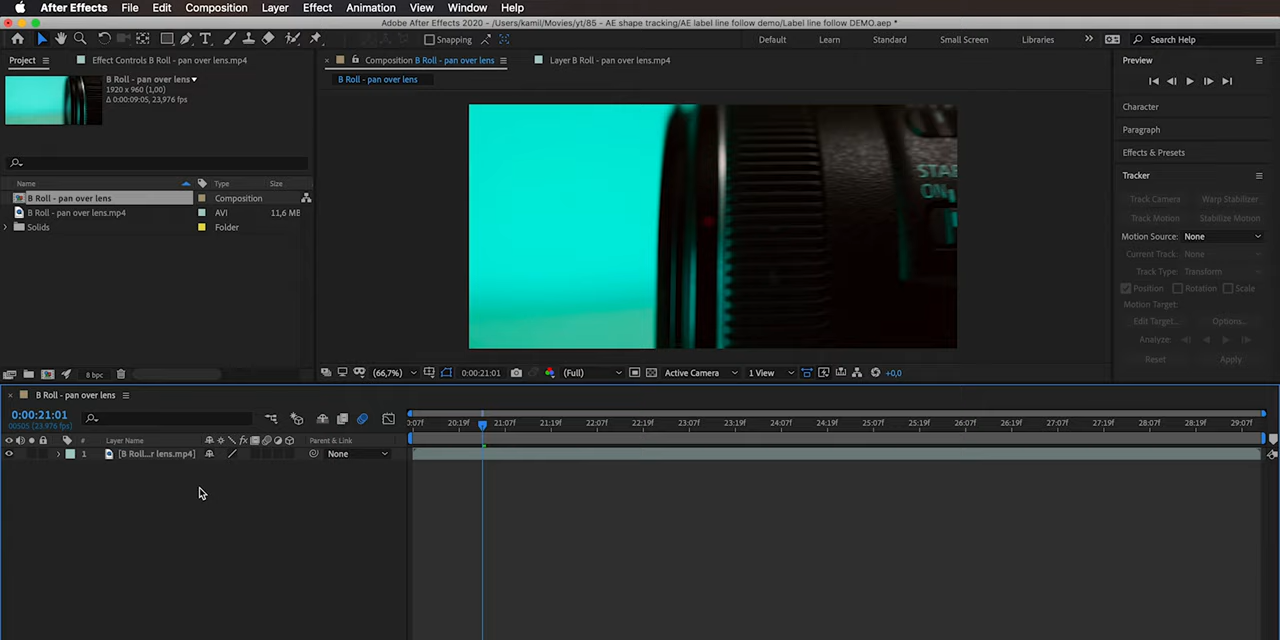 After Effects File Edit Composition Layer Effect Animation View Window Help
Adobe After Effects 2020 - /Users/kamil/Movies/yt/85 - AE shape tracking/AE label line follow demo/Label line follow DEMO.aep *
Snapping Default Learn Standard Small Screen Libraries Search Help
Project Effect Controls B Roll - pan over lens.mp4 Composition B Roll - pan over lens Layer B Roll - pan over lens.mp4 Preview
B Roll - pan over lens
B Roll - pan over lens
1920 x 960 (1,00)
Δ 0:00:09:05, 23,976 fps
Character
Paragraph
Effects & Presets
Tracker
Name Type Size
B Roll - pan over lens Composition
B Roll - pan over lens.mp4 AVI 11,6 MB
Solids Folder
STAB
ON
Track Camera Warp Stabilizer
Track Motion Stabilize Motion
Motion Source: None
Current Track: None
Track Type: Transform
Position Rotation Scale
Motion Target:
Edit Target... Options...
Analyze:
Reset Apply
8 bpc (66,7%) 0:00:21:01 (Full) Active Camera 1 View +0,0
B Roll - pan over lens
0:00:21:01
00505 (23.976 fps)
:07f 20:19f 21:07f 21:19f 22:07f 22:19f 23:07f 23:19f 24:07f 24:19f 25:07f 25:19f 26:07f 26:19f 27:07f 27:19f 28:07f 28:19f 29:07f
# Layer Name fx Parent & Link
1 [B Roll...r lens.mp4] None